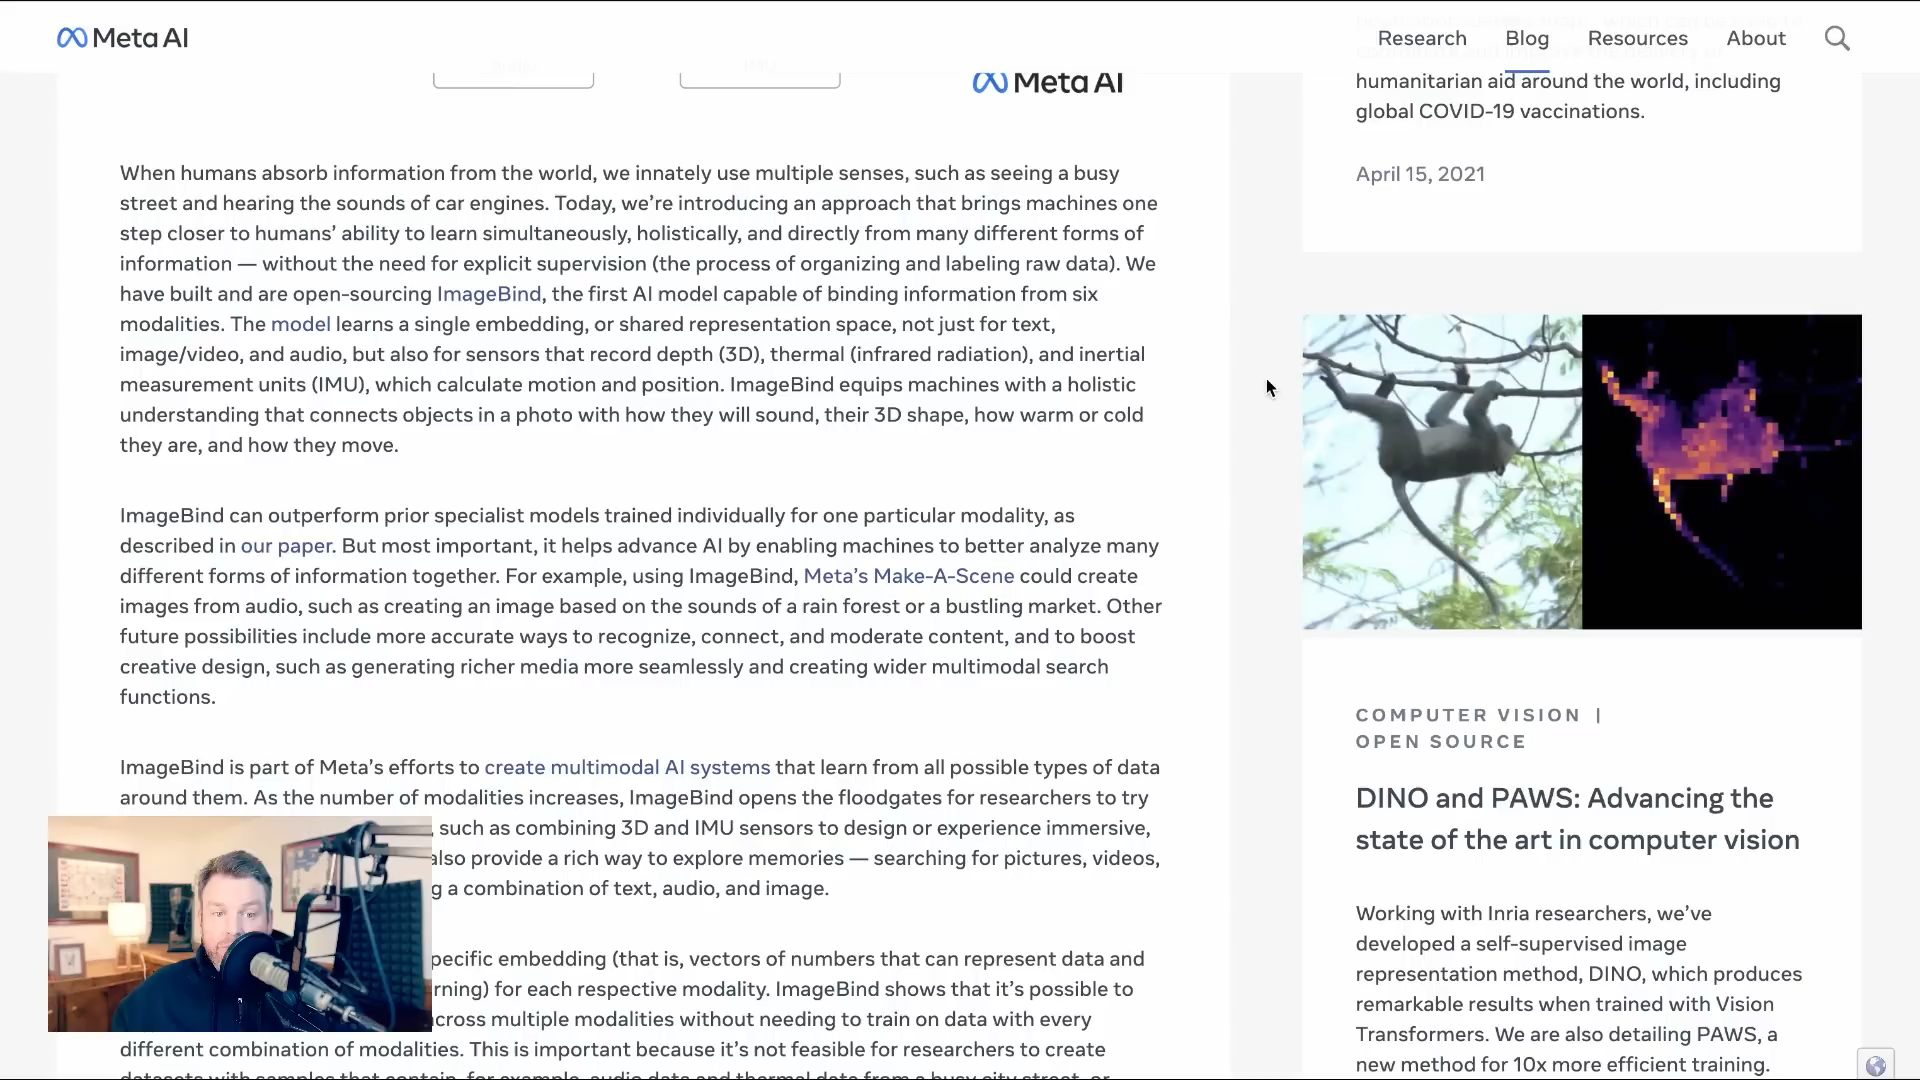 Meta AI
Research
Blog
Resources
About
Meta AI
When humans absorb information from the world, we innately use multiple senses, such as seeing a busy
street and hearing the sounds of car engines. Today, we’re introducing an approach that brings machines one
step closer to humans’ ability to learn simultaneously, holistically, and directly from many different forms of
information — without the need for explicit supervision (the process of organizing and labeling raw data). We
have built and are open-sourcing ImageBind, the first AI model capable of binding information from six
modalities. The model learns a single embedding, or shared representation space, not just for text,
image/video, and audio, but also for sensors that record depth (3D), thermal (infrared radiation), and inertial
measurement units (IMU), which calculate motion and position. ImageBind equips machines with a holistic
understanding that connects objects in a photo with how they will sound, their 3D shape, how warm or cold
they are, and how they move.
ImageBind can outperform prior specialist models trained individually for one particular modality, as
described in our paper. But most important, it helps advance AI by enabling machines to better analyze many
different forms of information together. For example, using ImageBind, Meta’s Make-A-Scene could create
images from audio, such as creating an image based on the sounds of a rain forest or a bustling market. Other
future possibilities include more accurate ways to recognize, connect, and moderate content, and to boost
creative design, such as generating richer media more seamlessly and creating wider multimodal search
functions.
ImageBind is part of Meta’s efforts to create multimodal AI systems that learn from all possible types of data
around them. As the number of modalities increases, ImageBind opens the floodgates for researchers to try
, such as combining 3D and IMU sensors to design or experience immersive,
also provide a rich way to explore memories — searching for pictures, videos,
g a combination of text, audio, and image.
pecific embedding (that is, vectors of numbers that can represent data and
rning) for each respective modality. ImageBind shows that it’s possible to
cross multiple modalities without needing to train on data with every
different combination of modalities. This is important because it’s not feasible for researchers to create
datasets with samples that contain, for example, audio data and thermal data from a busy city street, or
humanitarian aid around the world, including
global COVID-19 vaccinations.
April 15, 2021
COMPUTER VISION |
OPEN SOURCE
DINO and PAWS: Advancing the
state of the art in computer vision
Working with Inria researchers, we’ve
developed a self-supervised image
representation method, DINO, which produces
remarkable results when trained with Vision
Transformers. We are also detailing PAWS, a
new method for 10x more efficient training.